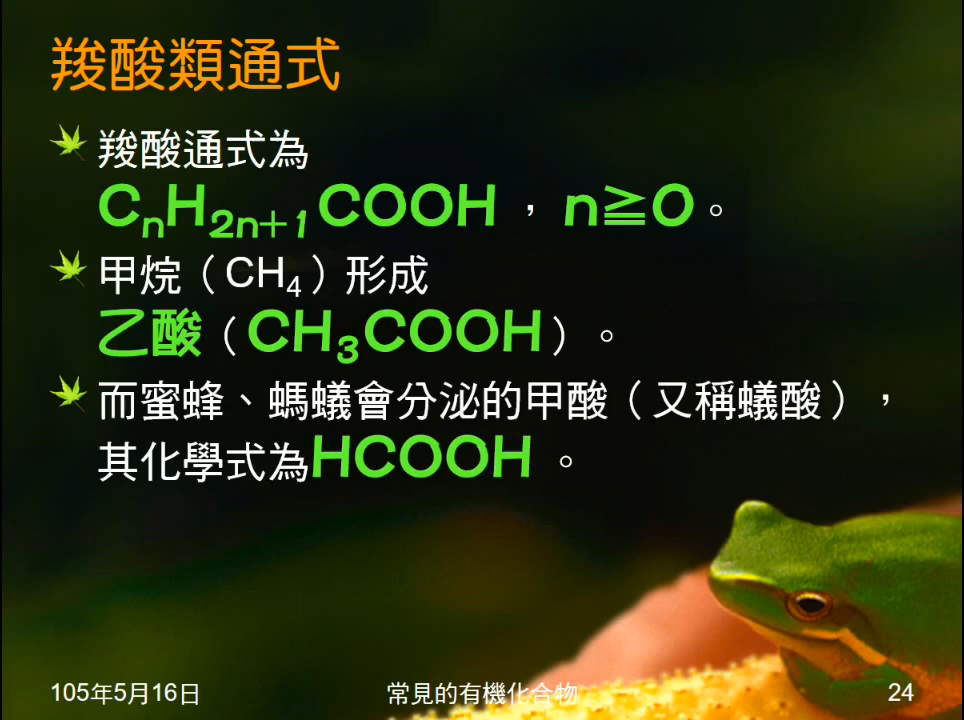 羧酸類通式
羧酸通式為
CnH2n+1COOH，n≧0。
甲烷（CH4）形成
乙酸（CH3COOH）。
而蜜蜂、螞蟻會分泌的甲酸（又稱蟻酸），
其化學式為HCOOH。
105年5月16日
常見的有機化合物
24